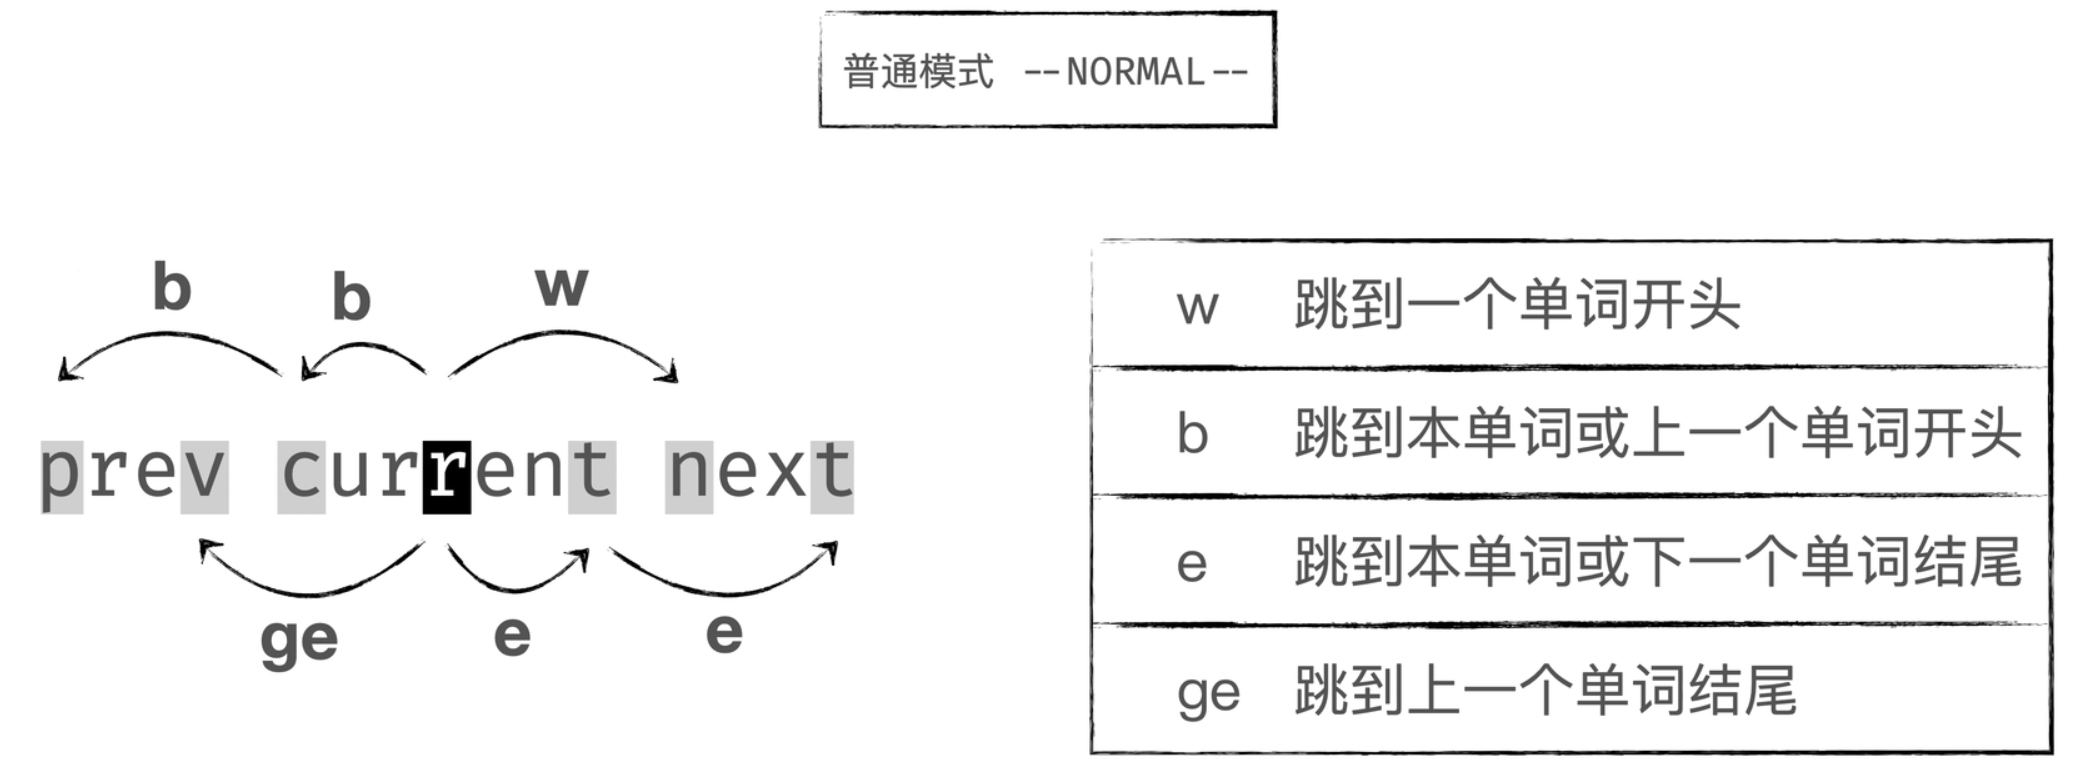 普通模式 --NORMAL--
b b w
prev current next
ge e e
w 跳到一个单词开头
b 跳到本单词或上一个单词开头
e 跳到本单词或下一个单词结尾
ge 跳到上一个单词结尾